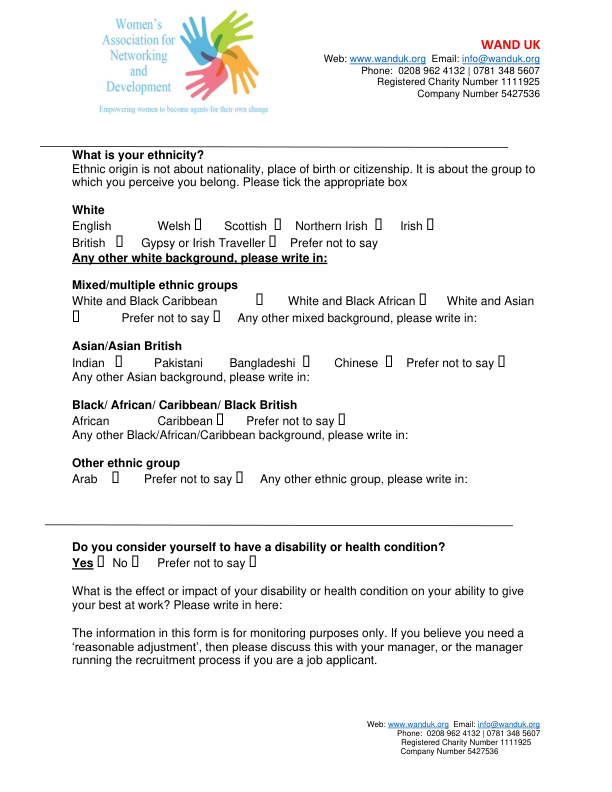 Women's
Association for
Networking
and
Development
Empowering women to become agents for their own change
WAND UK
Web: www.wanduk.org Email: info@wanduk.org
Phone: 0208 962 4132 | 0781 348 5607
Registered Charity Number 1111925
Company Number 5427536
What is your ethnicity?
Ethnic origin is not about nationality, place of birth or citizenship. It is about the group to
which you perceive you belong. Please tick the appropriate box
White
English Welsh ▯ Scottish ▯ Northern Irish ▯ Irish ▯
British ▯ Gypsy or Irish Traveller ▯ Prefer not to say
Any other white background, please write in:
Mixed/multiple ethnic groups
White and Black Caribbean ▯ White and Black African ▯ White and Asian
▯ Prefer not to say ▯ Any other mixed background, please write in:
Asian/Asian British
Indian ▯ Pakistani Bangladeshi ▯ Chinese ▯ Prefer not to say ▯
Any other Asian background, please write in:
Black/ African/ Caribbean/ Black British
African Caribbean ▯ Prefer not to say ▯
Any other Black/African/Caribbean background, please write in:
Other ethnic group
Arab ▯ Prefer not to say ▯ Any other ethnic group, please write in:
Do you consider yourself to have a disability or health condition?
Yes ▯ No ▯ Prefer not to say ▯
What is the effect or impact of your disability or health condition on your ability to give
your best at work? Please write in here:
The information in this form is for monitoring purposes only. If you believe you need a
‘reasonable adjustment’, then please discuss this with your manager, or the manager
running the recruitment process if you are a job applicant.
Web: www.wanduk.org Email: info@wanduk.org
Phone: 0208 962 4132 | 0781 348 5607
Registered Charity Number 1111925
Company Number 5427536